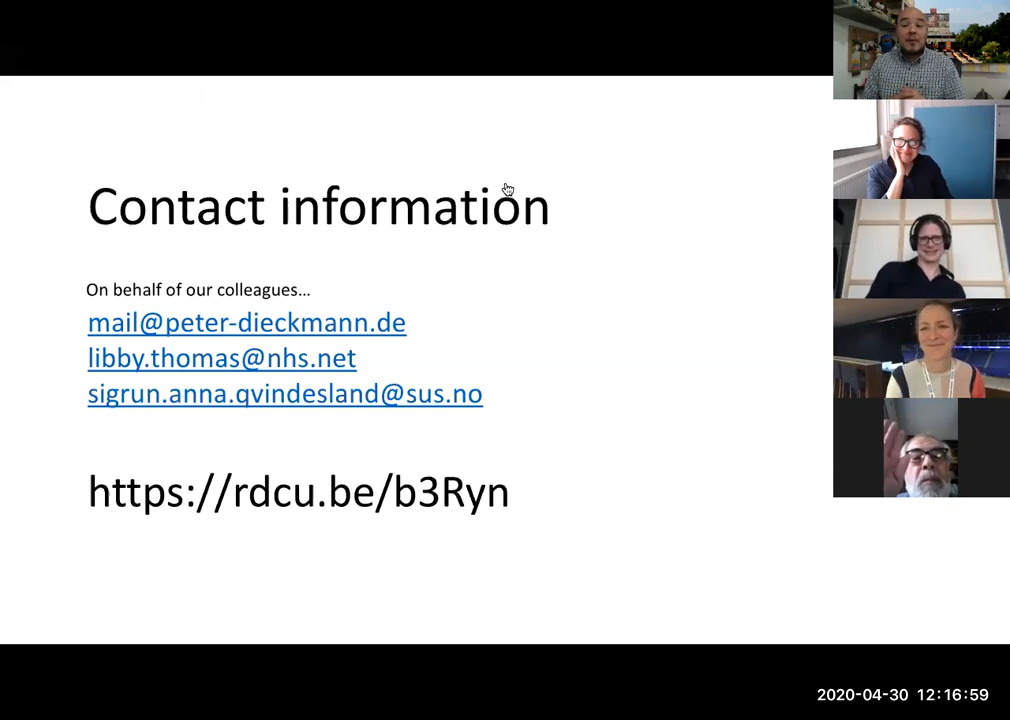 Contact information
On behalf of our colleagues…
mail@peter-dieckmann.de
libby.thomas@nhs.net
sigrun.anna.qvindesland@sus.no
https://rdcu.be/b3Ryn
2020-04-30 12:16:59